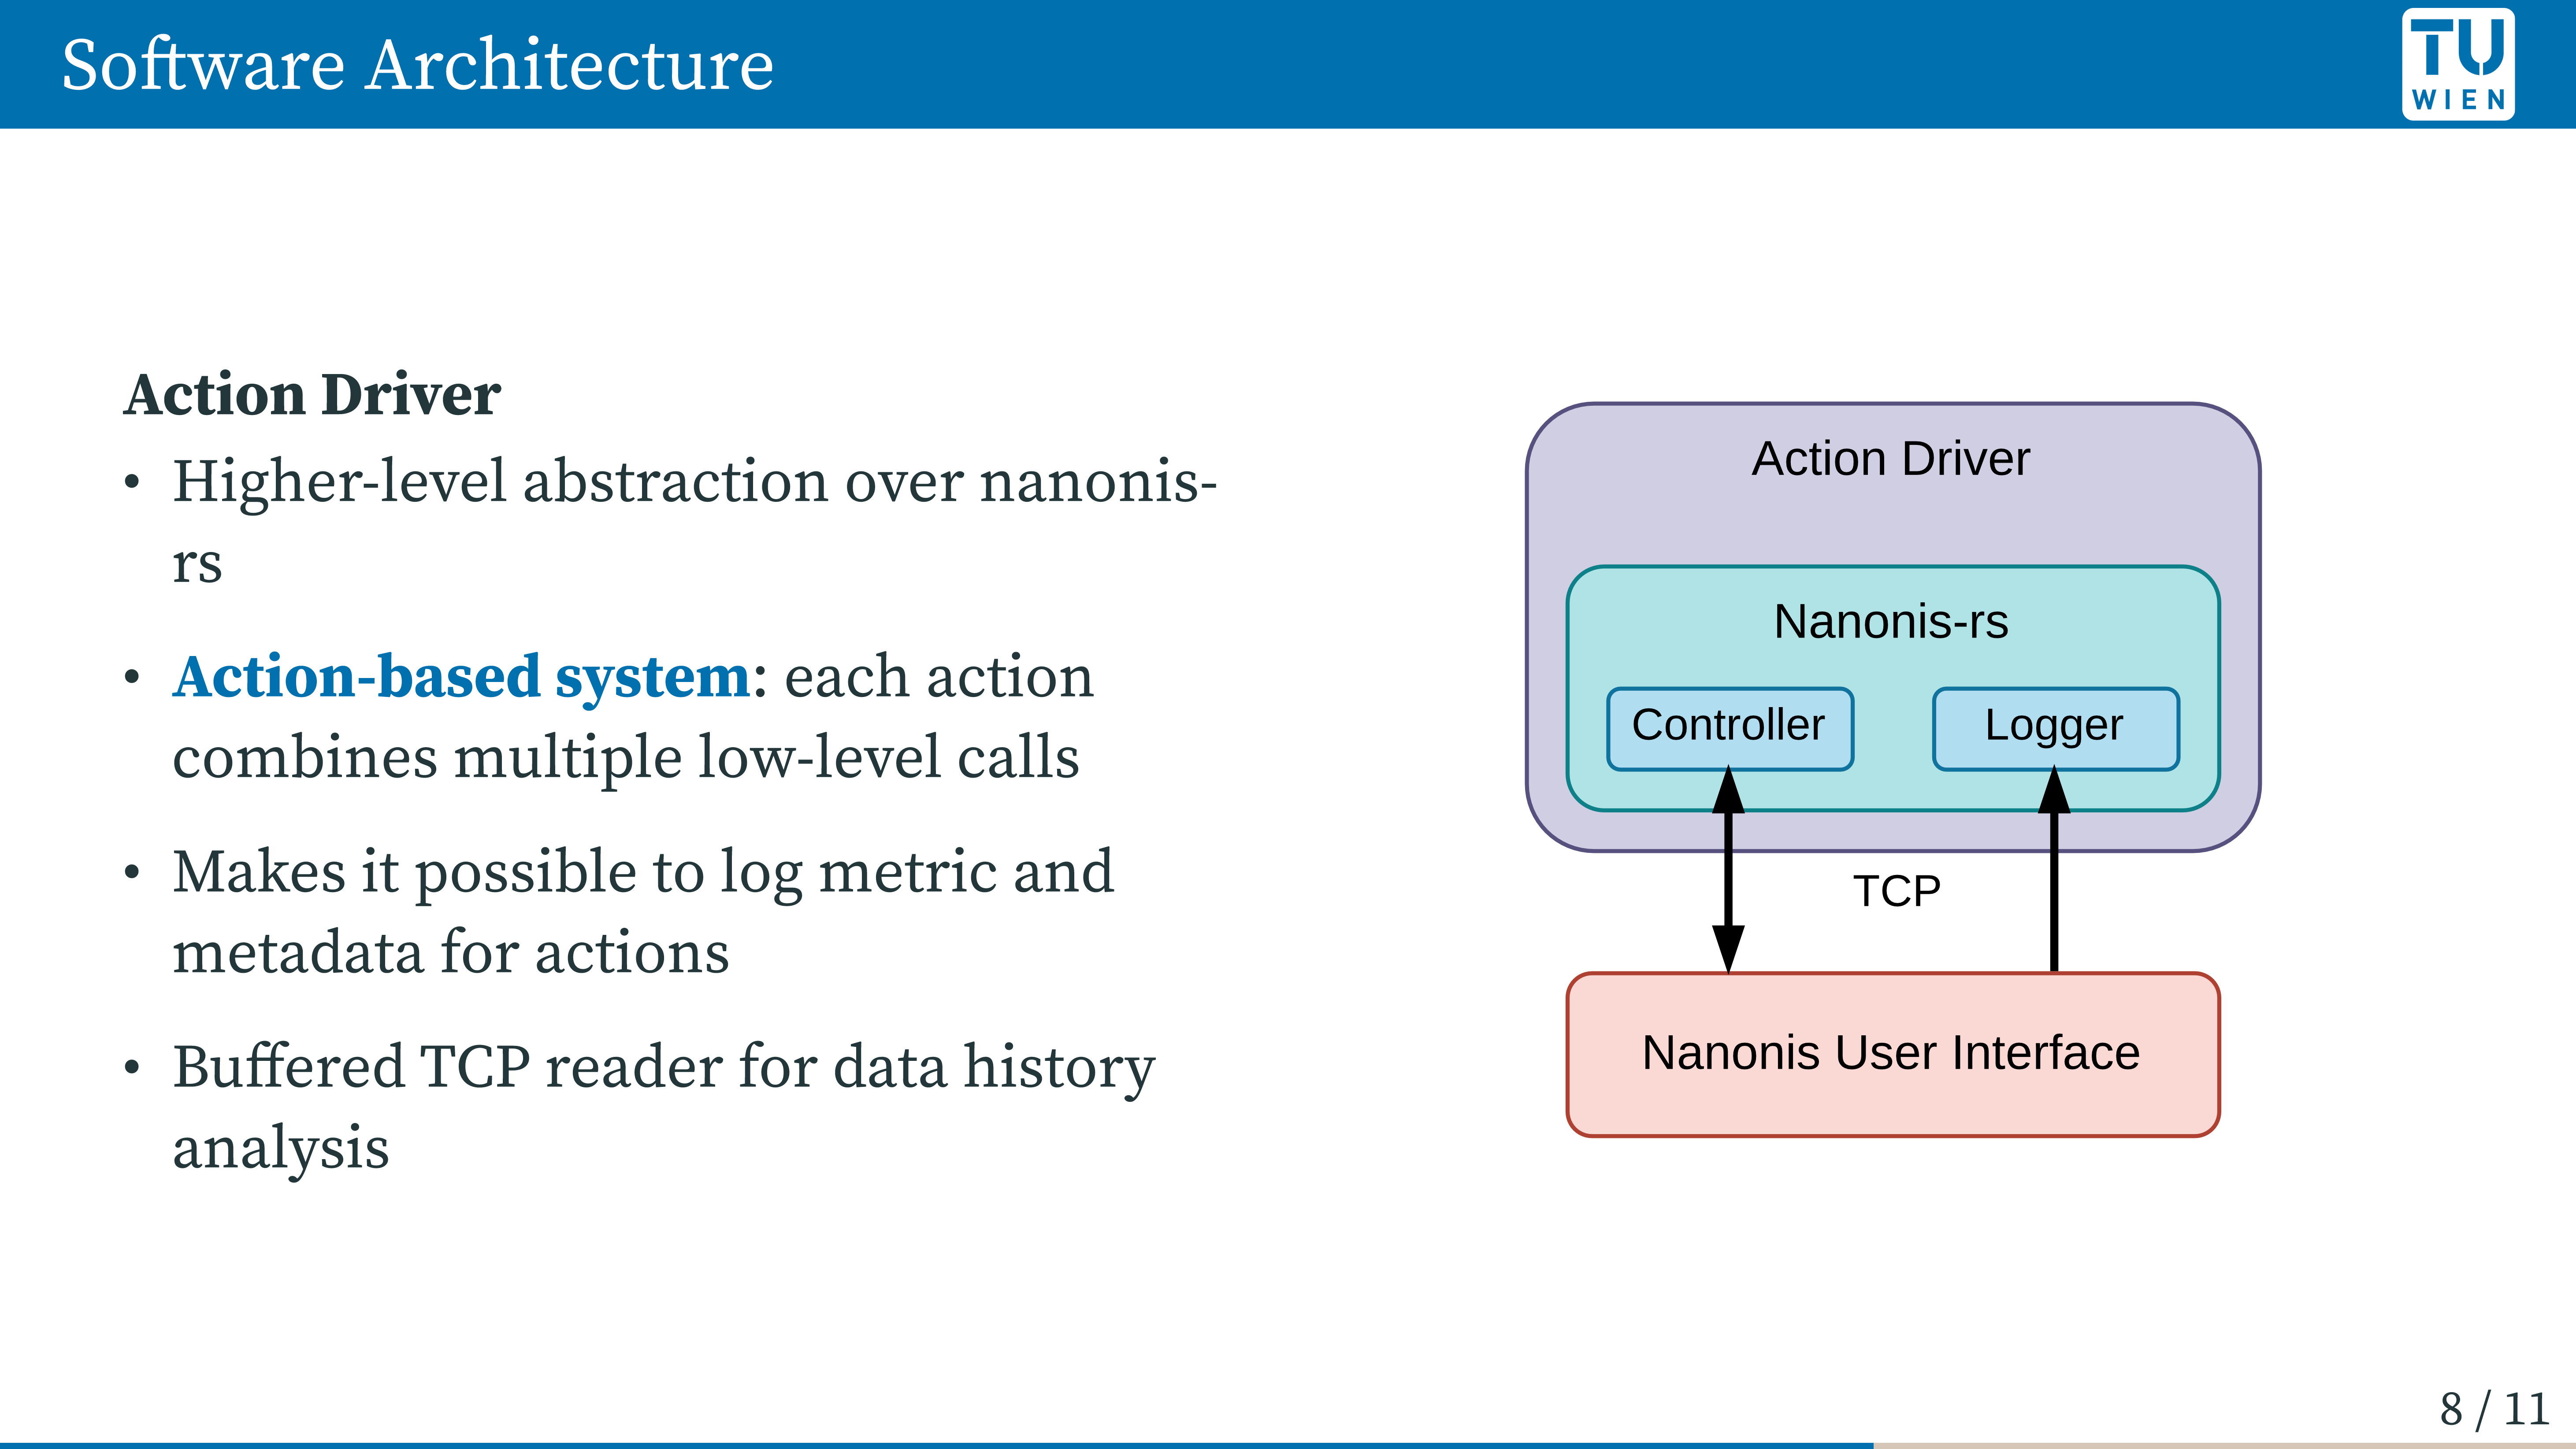 Software Architecture
TU
WIEN
Action Driver
• Higher-level abstraction over nanonis-
rs
• Action-based system: each action
combines multiple low-level calls
• Makes it possible to log metric and
metadata for actions
• Buffered TCP reader for data history
analysis
Action Driver
Nanonis-rs
Controller
Logger
TCP
Nanonis User Interface
8 / 11